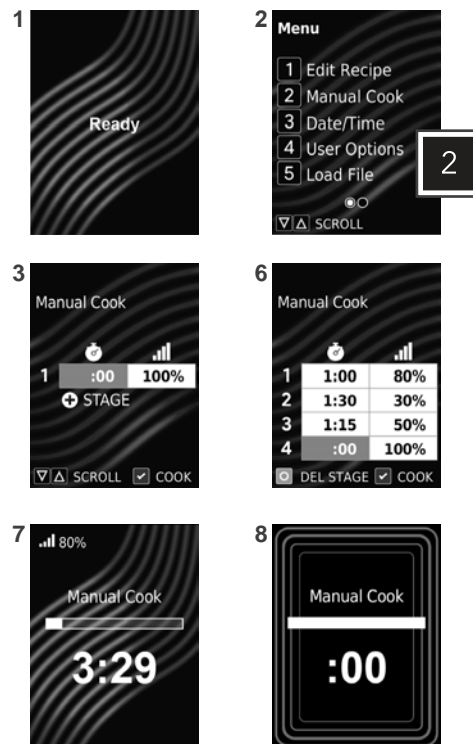 1
Ready
2
Menu
1 Edit Recipe
2 Manual Cook
3 Date/Time
4 User Options
5 Load File
SCROLL
2
3
Manual Cook
1 :00 100%
STAGE
SCROLL COOK
6
Manual Cook
1 1:00 80%
2 1:30 30%
3 1:15 50%
4 :00 100%
DEL STAGE COOK
7
80%
Manual Cook
3:29
8
Manual Cook
:00